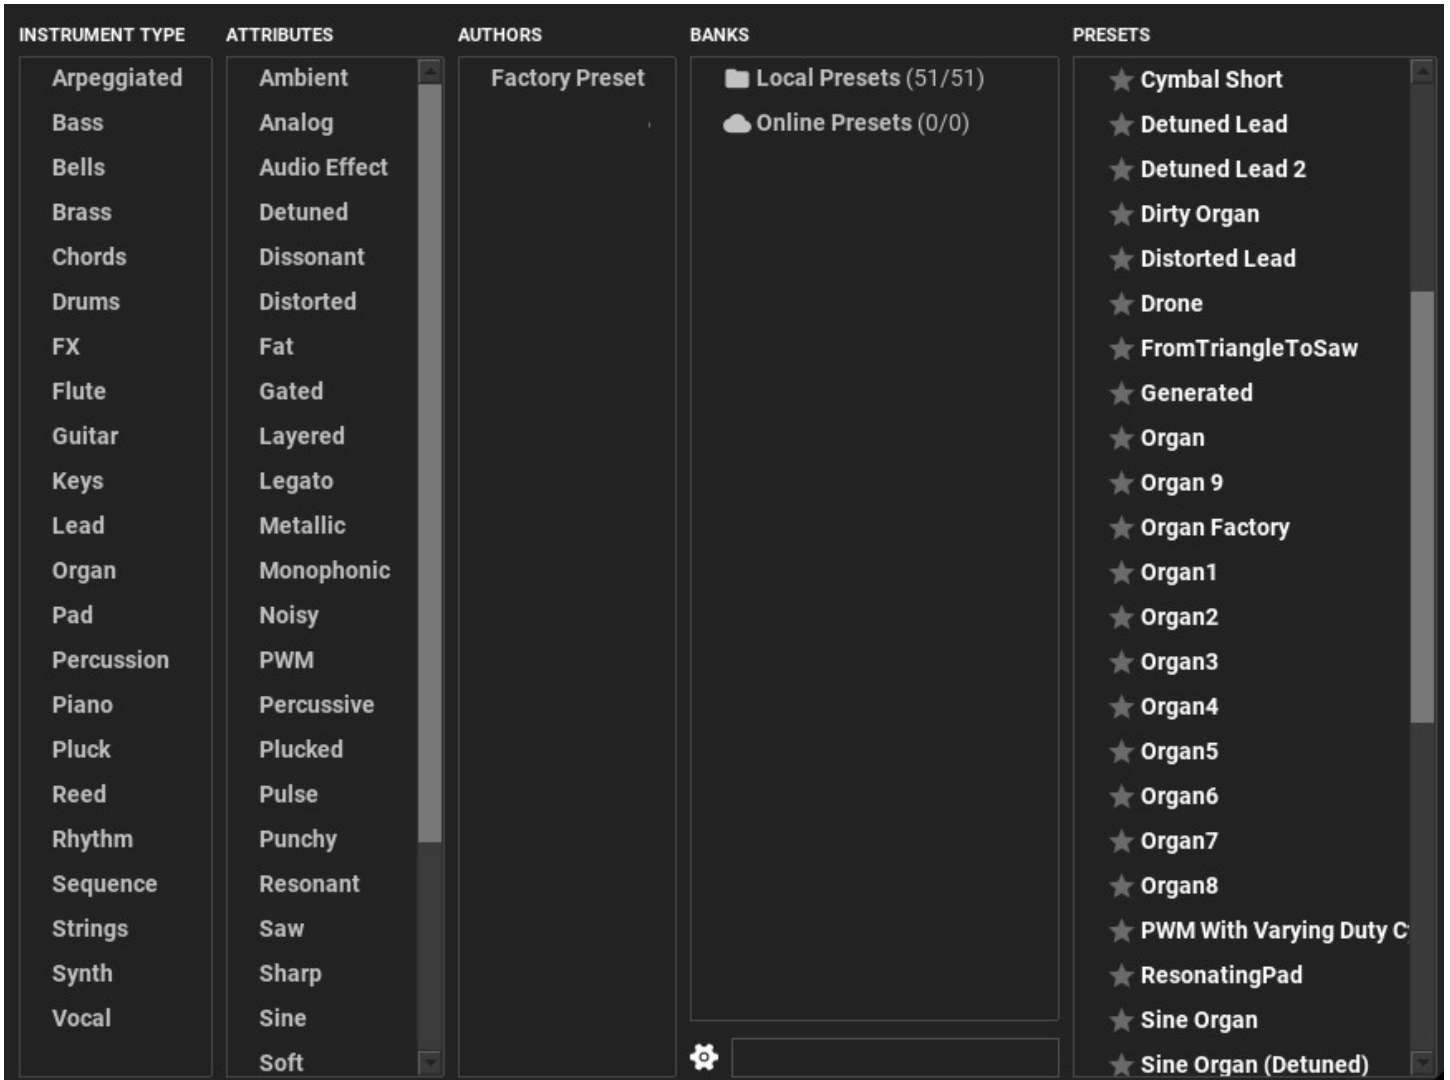 INSTRUMENT TYPE
Arpeggiated
Bass
Bells
Brass
Chords
Drums
FX
Flute
Guitar
Keys
Lead
Organ
Pad
Percussion
Piano
Pluck
Reed
Rhythm
Sequence
Strings
Synth
Vocal
ATTRIBUTES
Ambient
Analog
Audio Effect
Detuned
Dissonant
Distorted
Fat
Gated
Layered
Legato
Metallic
Monophonic
Noisy
PWM
Percussive
Plucked
Pulse
Punchy
Resonant
Saw
Sharp
Sine
Soft
AUTHORS
Factory Preset
BANKS
Local Presets (51/51)
Online Presets (0/0)
PRESETS
Cymbal Short
Detuned Lead
Detuned Lead 2
Dirty Organ
Distorted Lead
Drone
FromTriangleToSaw
Generated
Organ
Organ 9
Organ Factory
Organ1
Organ2
Organ3
Organ4
Organ5
Organ6
Organ7
Organ8
PWM With Varying Duty C
ResonatingPad
Sine Organ
Sine Organ (Detuned)